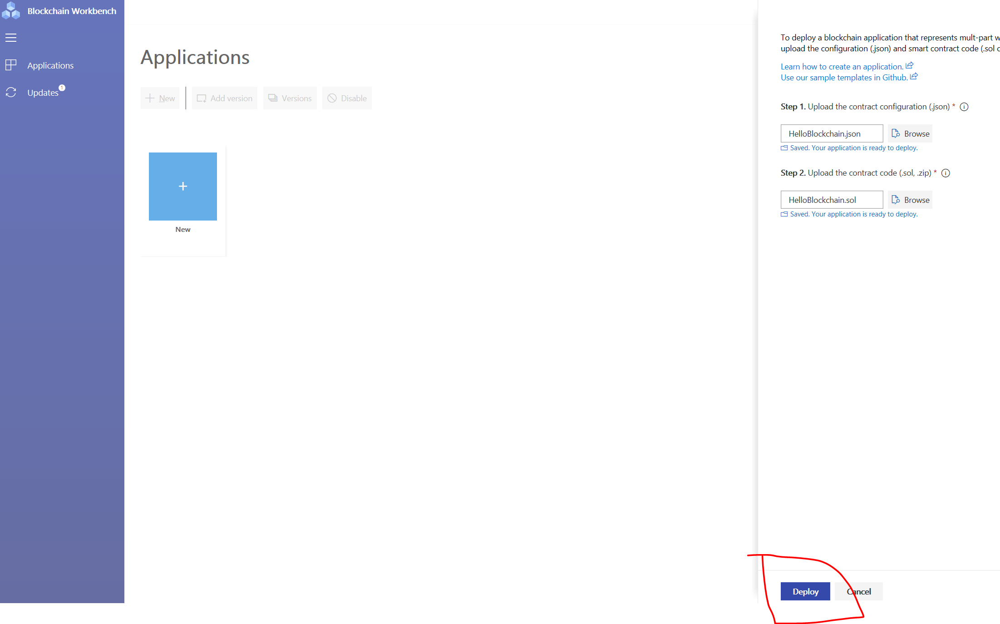 Blockchain Workbench
Applications
Updates 1
Applications
New
Add version
Versions
Disable
New
To deploy a blockchain application that represents mult-part w
upload the configuration (.json) and smart contract code (.sol
Learn how to create an application.
Use our sample templates in Github.
Step 1. Upload the contract configuration (.json) *
HelloBlockchain.json
Browse
Saved. Your application is ready to deploy.
Step 2. Upload the contract code (.sol, .zip) *
HelloBlockchain.sol
Browse
Saved. Your application is ready to deploy.
Deploy
Cancel